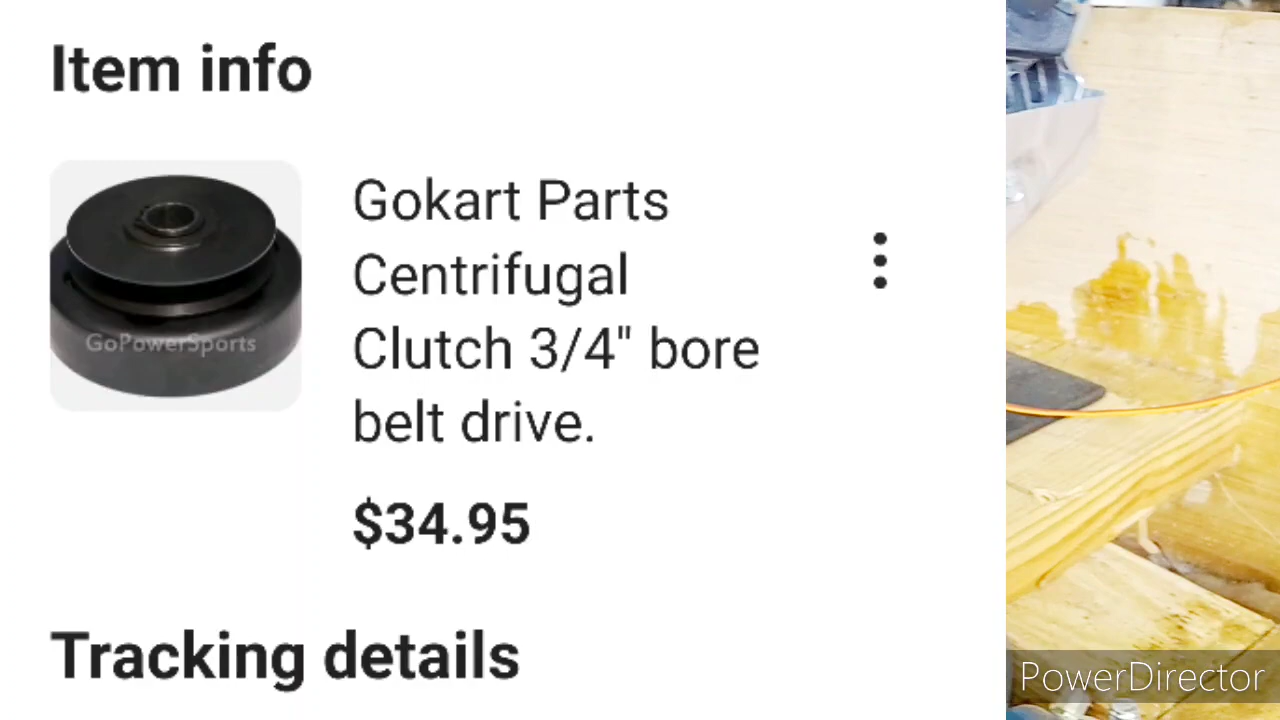 Item info
GoPowerSports
Gokart Parts
Centrifugal
Clutch 3/4" bore
belt drive.
$34.95
Tracking details
PowerDirector